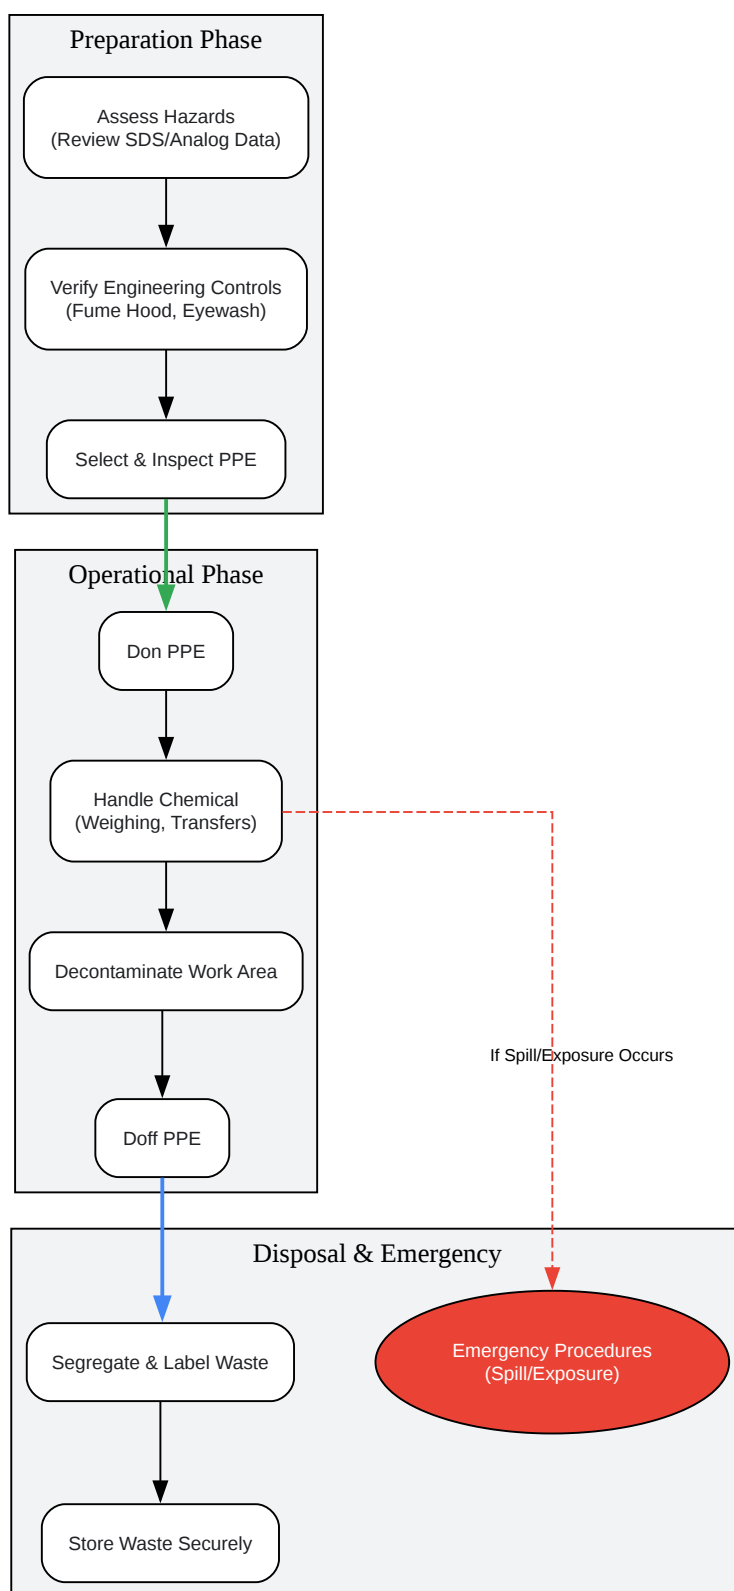 Preparation Phase
Assess Hazards
(Review SDS/Analog Data)
Verify Engineering Controls
(Fume Hood, Eyewash)
Select & Inspect PPE
Operational Phase
Don PPE
Handle Chemical
(Weighing, Transfers)
Decontaminate Work Area
If Spill/Exposure Occurs
Doff PPE
Disposal & Emergency
Emergency Procedures
(Spill/Exposure)
Segregate & Label Waste
Store Waste Securely